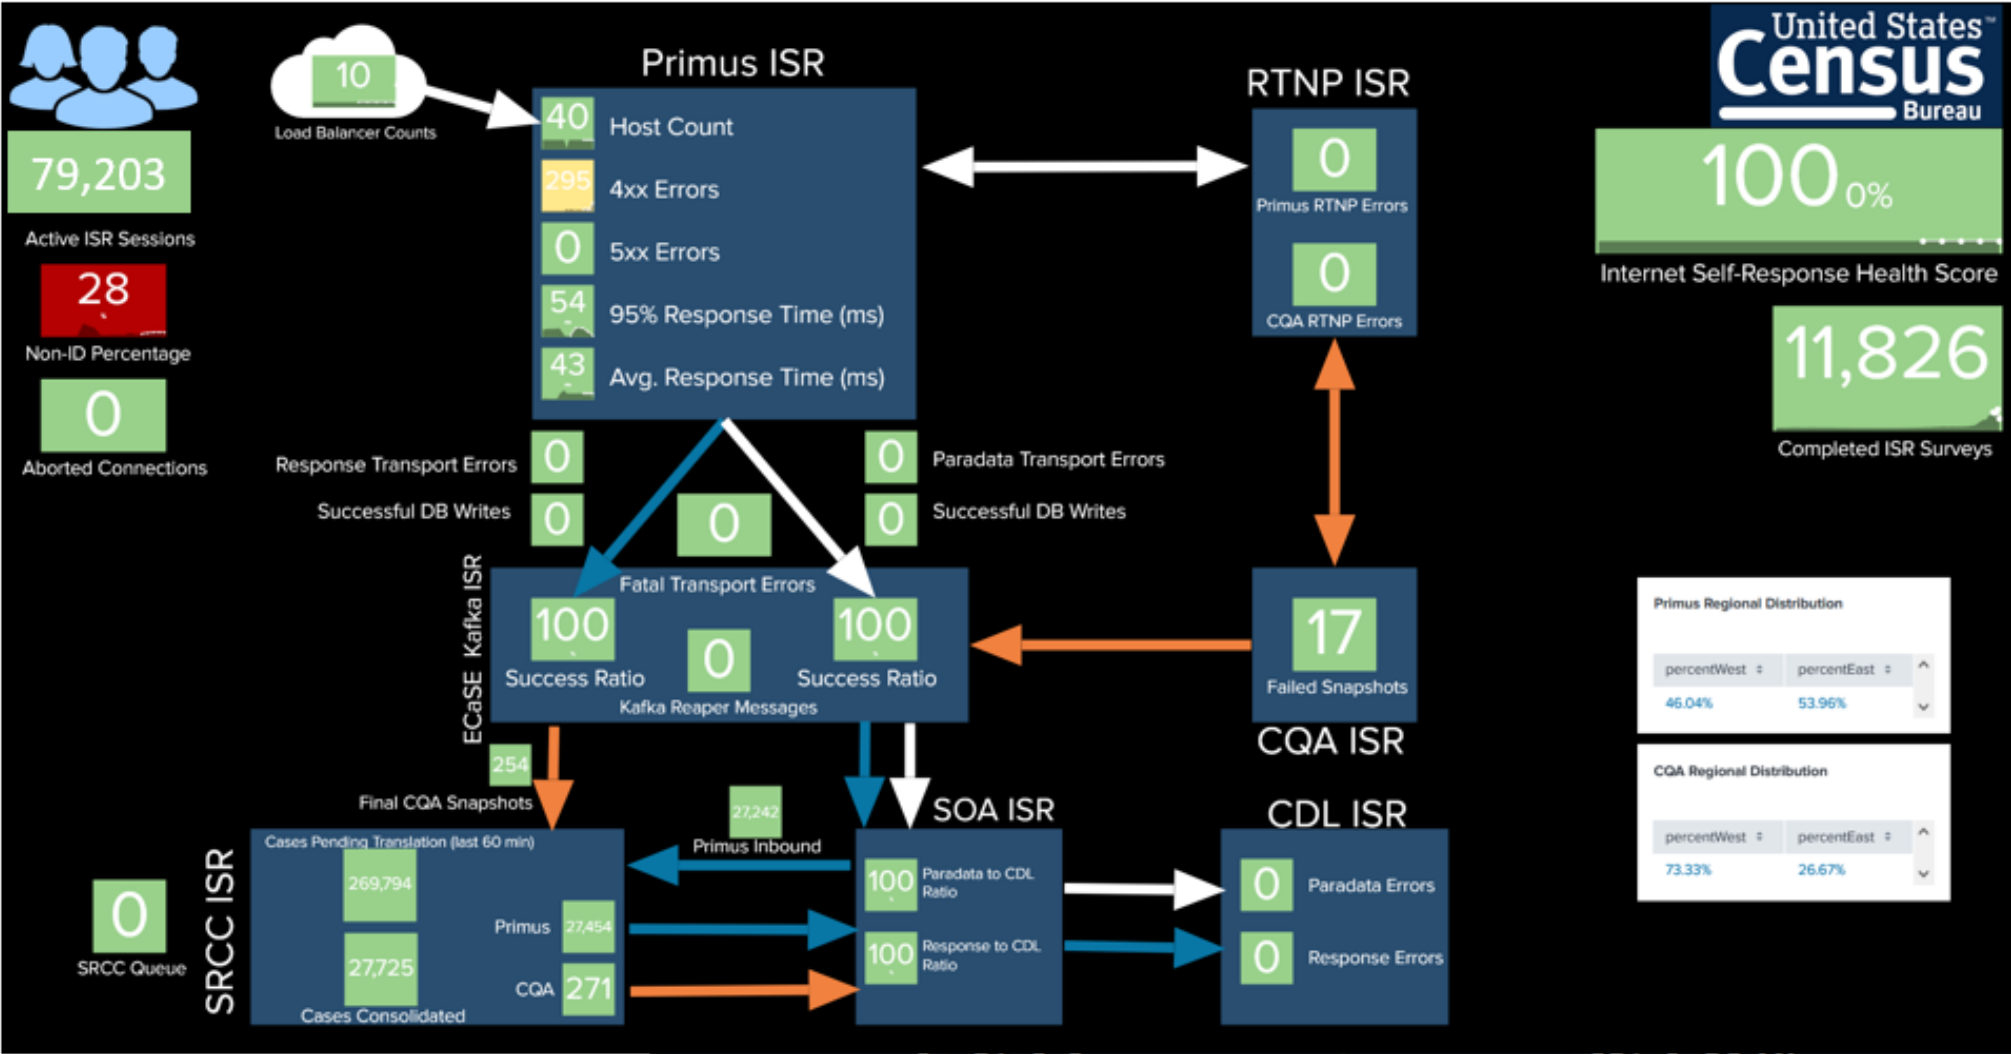 79,203
Active ISR Sessions
28
Non-ID Percentage
0
Aborted Connections
10
Load Balancer Counts
Primus ISR
40 Host Count
295 4xx Errors
0 5xx Errors
54 95% Response Time (ms)
43 Avg. Response Time (ms)
RTNP ISR
0
Primus RTNP Errors
0
CQA RTNP Errors
United States™
Census
Bureau
100 0%
Internet Self-Response Health Score
11,826
Completed ISR Surveys
Response Transport Errors 0
Successful DB Writes 0
0
0 Paradata Transport Errors
0 Successful DB Writes
ECaSE Kafka ISR
Fatal Transport Errors
100
Success Ratio
0
Kafka Reaper Messages
100
Success Ratio
17
Failed Snapshots
CQA ISR
Primus Regional Distribution
percentWest percentEast
46.04% 53.96%
CQA Regional Distribution
percentWest percentEast
73.33% 26.67%
254
Final CQA Snapshots
27,242
Primus Inbound
SRCC ISR
Cases Pending Translation (last 60 min)
269,794
27,725
Cases Consolidated
Primus 27,454
CQA 271
0
SRCC Queue
SOA ISR
100 Paradata to CDL
Ratio
100 Response to CDL
Ratio
CDL ISR
0 Paradata Errors
0 Response Errors